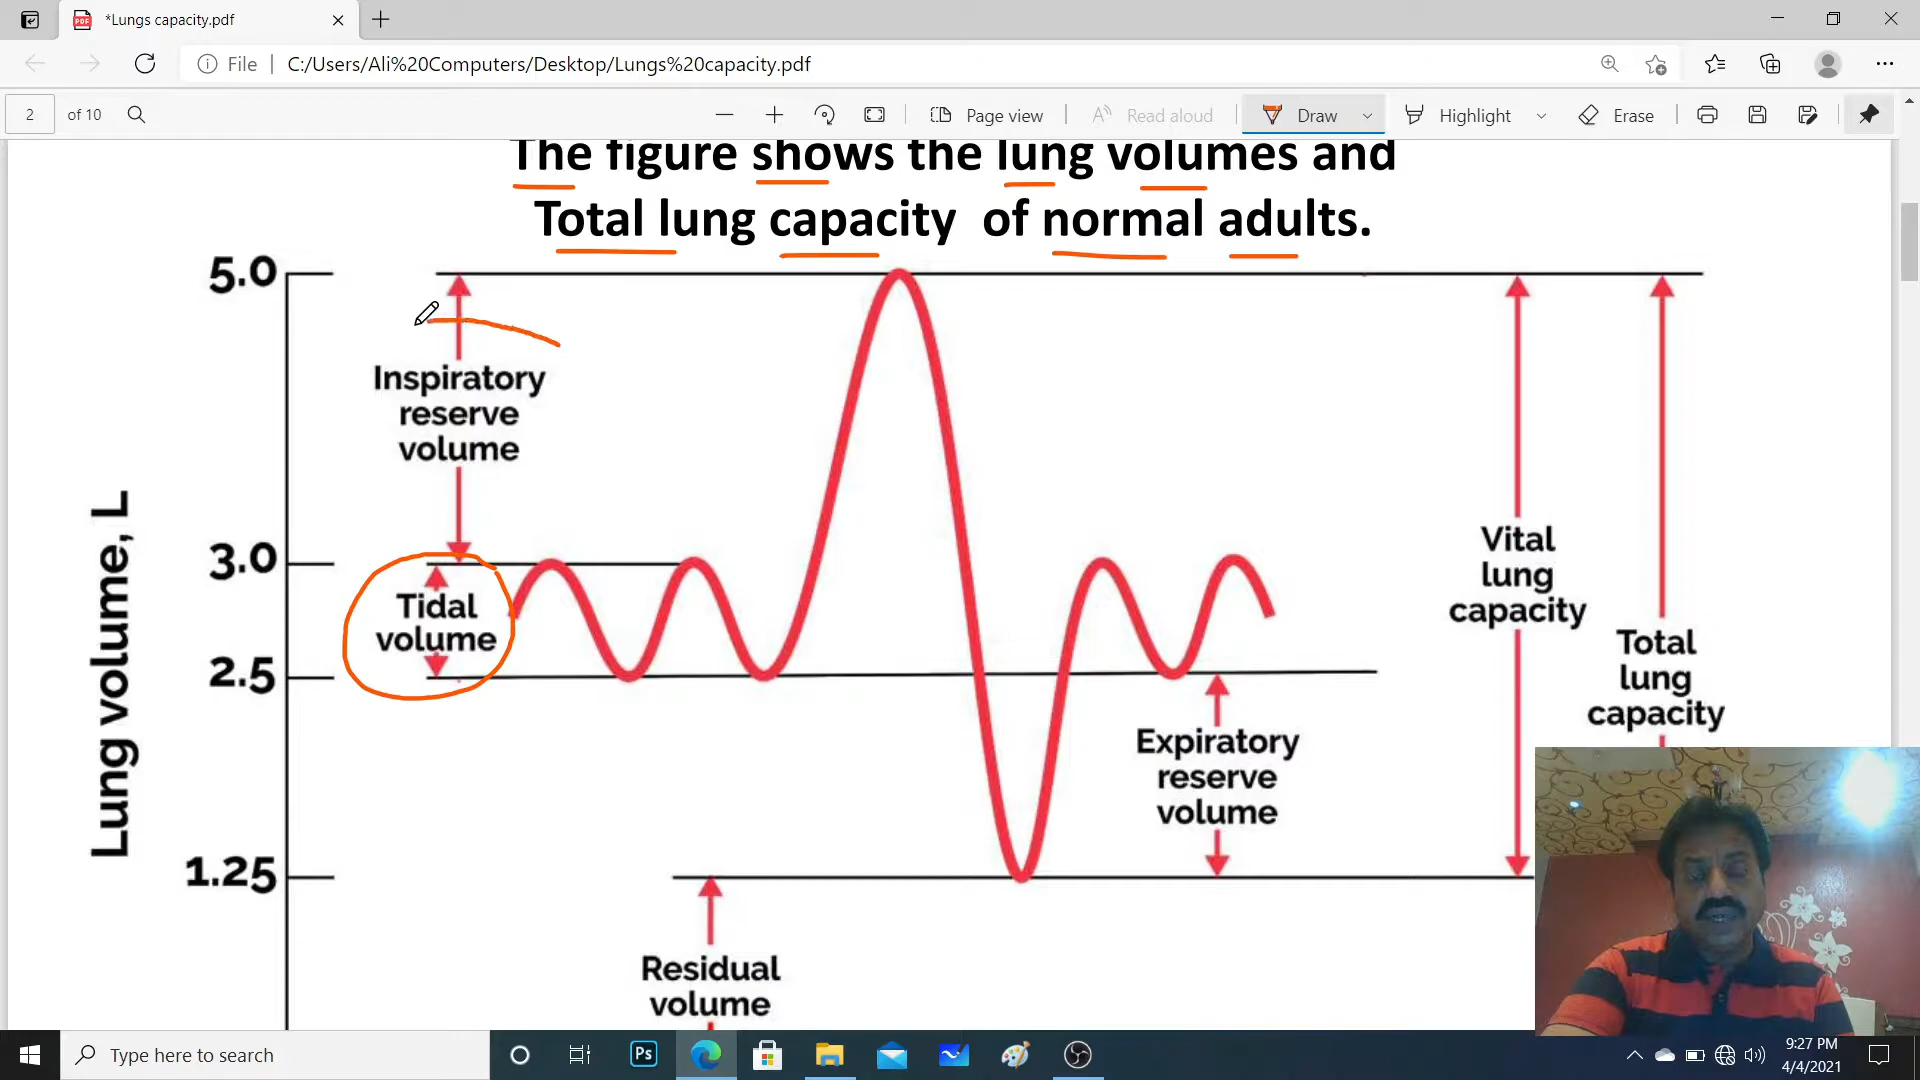 *Lungs capacity.pdf
File
C:/Users/Ali%20Computers/Desktop/Lungs%20capacity.pdf
2 of 10
Page view
Read aloud
Draw
Highlight
Erase
The figure shows the lung volumes and
Total lung capacity of normal adults.
5.0
Inspiratory
reserve
volume
3.0
Tidal
volume
2.5
Lung volume, L
Vital
lung
capacity
Total
lung
capacity
Expiratory
reserve
volume
1.25
Residual
volume
Type here to search
Ps
9:27 PM
4/4/2021